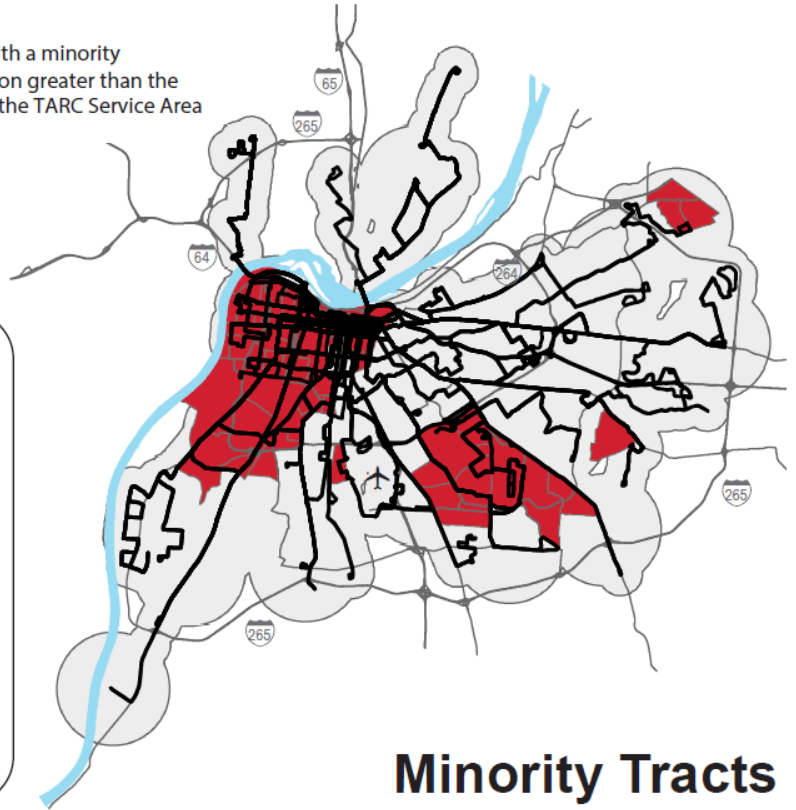 th a minority
on greater than the
the TARC Service Area
65
265
64
264
265
265
Minority Tracts